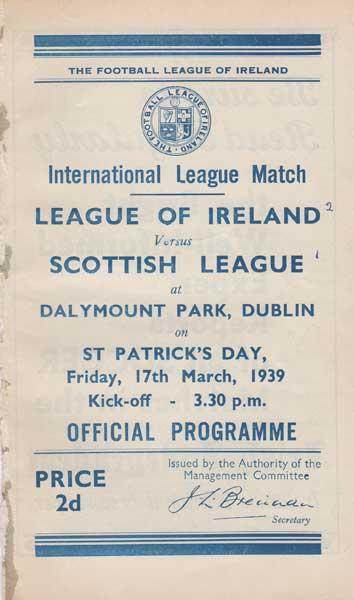 THE FOOTBALL LEAGUE OF IRELAND
THE FOOTBALL LEAGUE OF IRELAND
International League Match
LEAGUE OF IRELAND 2
Versus
SCOTTISH LEAGUE 1
at
DALYMOUNT PARK, DUBLIN
on
ST PATRICK'S DAY,
Friday, 17th March, 1939
Kick-off - 3.30 p.m.
OFFICIAL PROGRAMME
PRICE
2d
Issued by the Authority of the
Management Committee
J L Brennan
Secretary